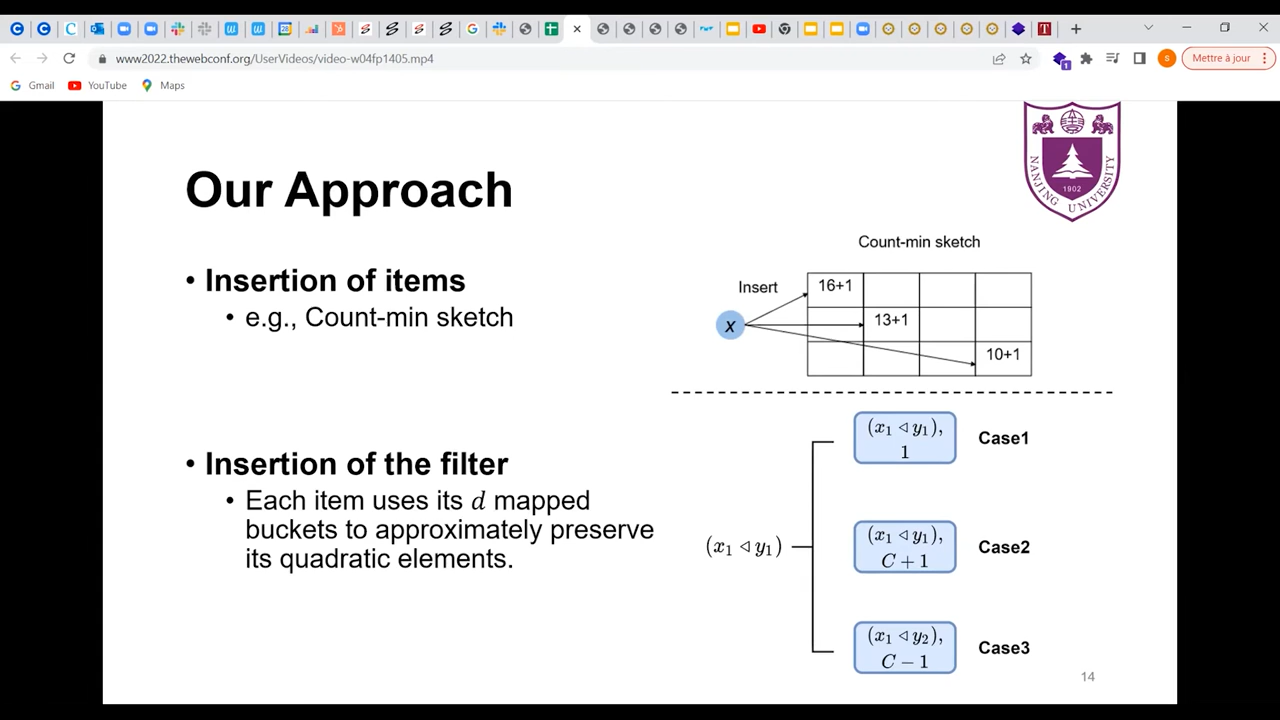 www2022.thewebconf.org/UserVideos/video-w04fp1405.mp4
Mettre à jour
Gmail
YouTube
Maps
NANJING UNIVERSITY
1902
Our Approach
• Insertion of items
• e.g., Count-min sketch
Count-min sketch
Insert
x
16+1
13+1
10+1
• Insertion of the filter
• Each item uses its d mapped
buckets to approximately preserve
its quadratic elements.
(x₁ ◁ y₁)
(x₁ ◁ y₁),
1
Case1
(x₁ ◁ y₁),
C + 1
Case2
(x₁ ◁ y₂),
C − 1
Case3
14